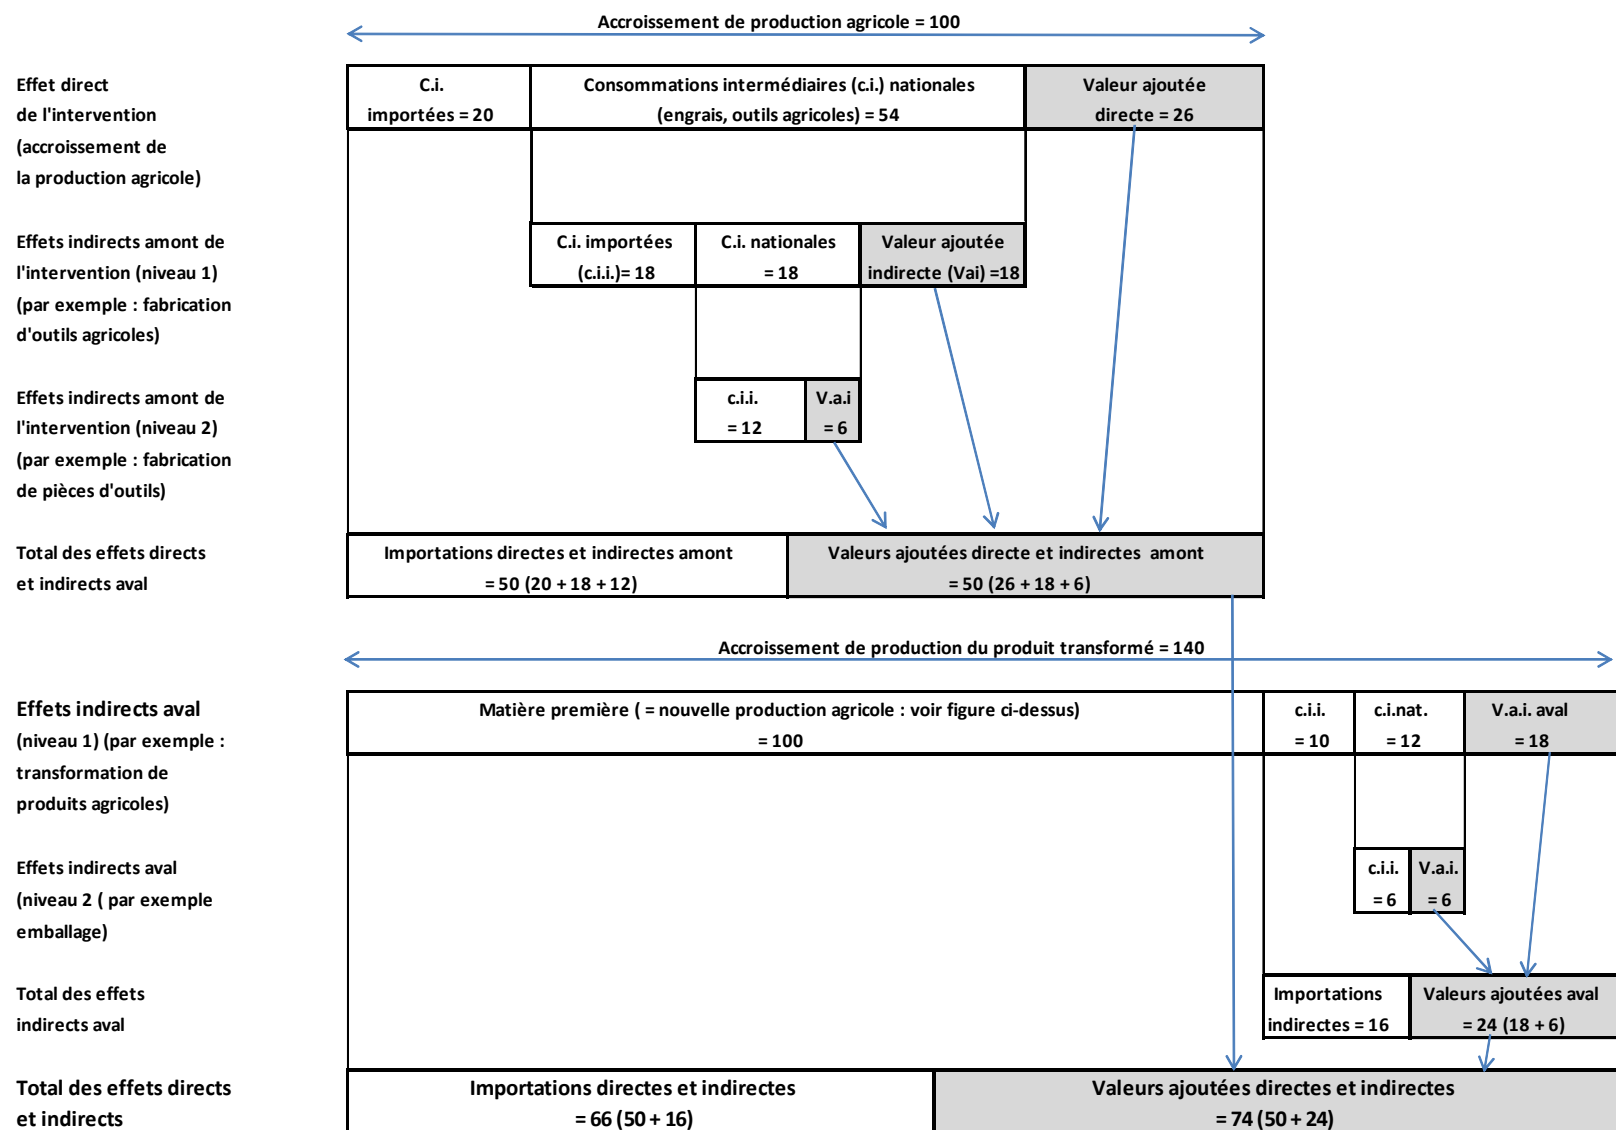 Accroissement de production agricole = 100
Effet direct
de l'intervention
(accroissement de
la production agricole)
C.i.
importées = 20
Consommations intermédiaires (c.i.) nationales
(engrais, outils agricoles) = 54
Valeur ajoutée
directe = 26
Effets indirects amont de
l'intervention (niveau 1)
(par exemple : fabrication
d'outils agricoles)
C.i. importées
(c.i.i.)= 18
C.i. nationales
= 18
Valeur ajoutée
indirecte (Vai) =18
Effets indirects amont de
l'intervention (niveau 2)
(par exemple : fabrication
de pièces d'outils)
c.i.i.
= 12
V.a.i
= 6
Total des effets directs
et indirects aval
Importations directes et indirectes amont
= 50 (20 + 18 + 12)
Valeurs ajoutées directe et indirectes amont
= 50 (26 + 18 + 6)
Accroissement de production du produit transformé = 140
Effets indirects aval
(niveau 1) (par exemple :
transformation de
produits agricoles)
Matière première ( = nouvelle production agricole : voir figure ci-dessus)
= 100
c.i.i.
= 10
c.i.nat.
= 12
V.a.i. aval
= 18
Effets indirects aval
(niveau 2 ( par exemple
emballage)
c.i.i.
= 6
V.a.i.
= 6
Total des effets
indirects aval
Importations
indirectes = 16
Valeurs ajoutées aval
= 24 (18 + 6)
Total des effets directs
et indirects
Importations directes et indirectes
= 66 (50 + 16)
Valeurs ajoutées directes et indirectes
= 74 (50 + 24)